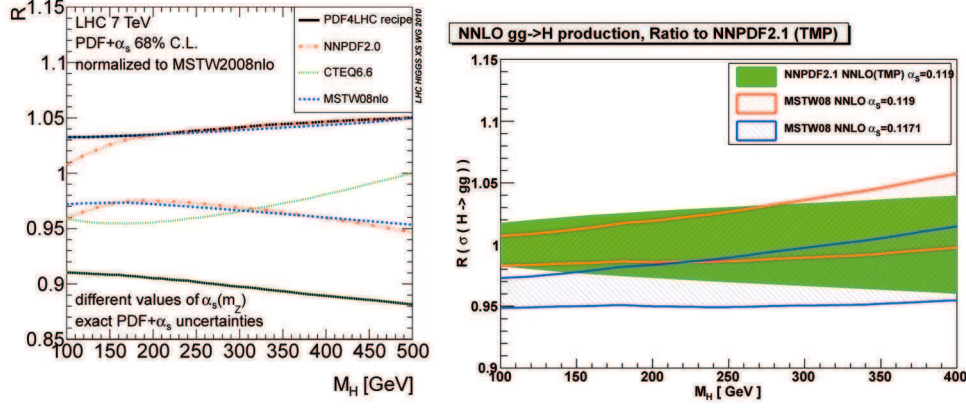 LHC 7 TeV
PDF+αs 68% C.L.
normalized to MSTW2008nlo
PDF4LHC recipe
NNPDF2.0
CTEQ6.6
MSTW08nlo
LHC HIGGS XS WG 2010
R
1.15
1.1
1.05
1
0.95
0.9
0.85
different values of αs(mZ)
exact PDF+αs uncertainties
100 150 200 250 300 350 400 450 500
MH [GeV]
NNLO gg->H production, Ratio to NNPDF2.1 (TMP)
NNPDF2.1 NNLO(TMP) αs=0.119
MSTW08 NNLO αs=0.119
MSTW08 NNLO αs=0.1171
R ( σ ( H -> gg ) )
1.15
1.1
1.05
1
0.95
0.9
100 150 200 250 300 350 400
MH [GeV]